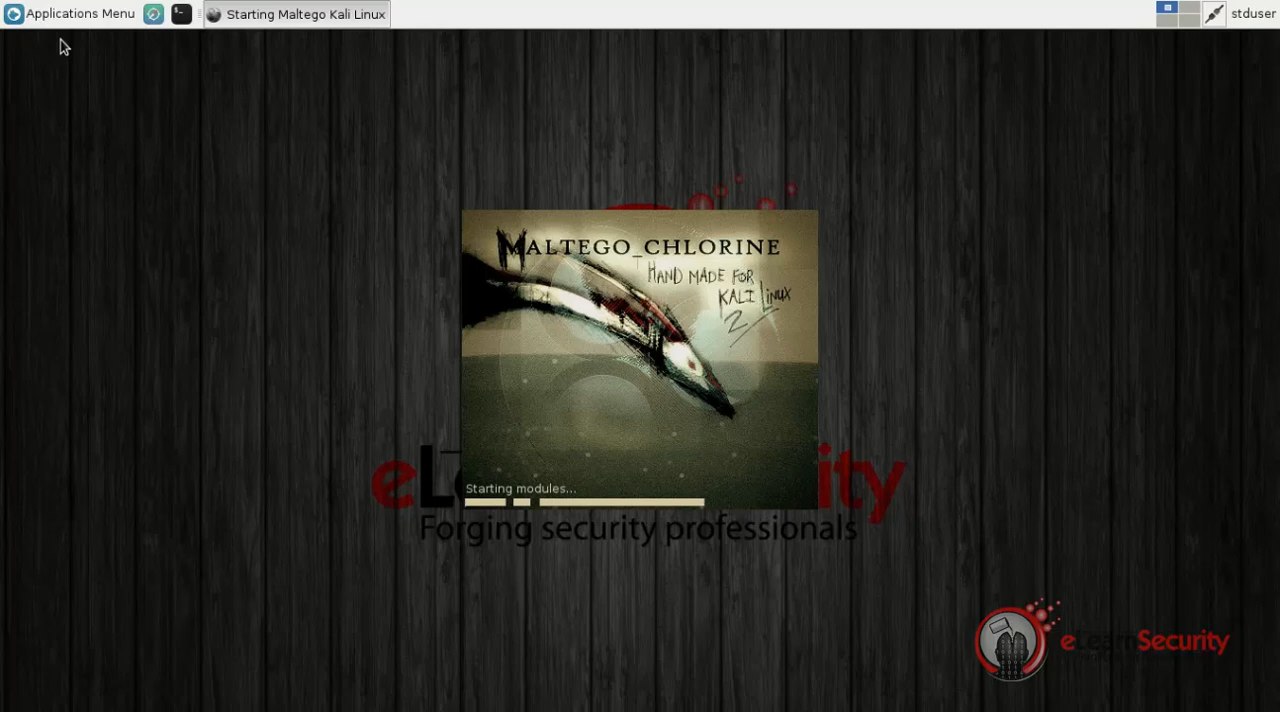 Applications Menu
Starting Maltego Kali Linux
stduser
MALTEGO_CHLORINE
HAND MADE FOR
KALI LINUX
2
Starting modules...
Forging security professionals
eLearnSecurity